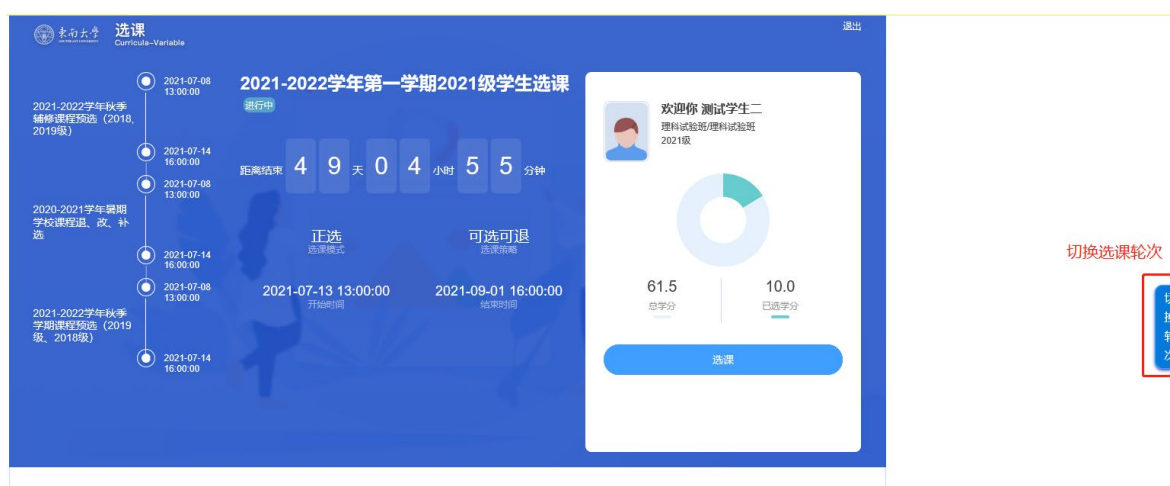 东南大学
选课
Curricula-Variable
退出
2021-07-08
13:00:00
2021-2022学年秋季
辅修课程预选（2018,
2019级）
2021-07-14
16:00:00
2021-07-08
13:00:00
2020-2021学年暑期
学校课程退、改、补
选
2021-07-14
16:00:00
2021-07-08
13:00:00
2021-2022学年秋季
学期课程预选（2019
级、2018级）
2021-07-14
16:00:00
2021-2022学年第一学期2021级学生选课
进行中
距离结束 4 9 天 0 4 小时 5 5 分钟
正选
选课模式
可选可退
选课策略
2021-07-13 13:00:00
开始时间
2021-09-01 16:00:00
结束时间
欢迎你 测试学生二
理科试验班/理科试验班
2021级
61.5
总学分
10.0
已选学分
选课
切换选课轮次
切
换
轮
次